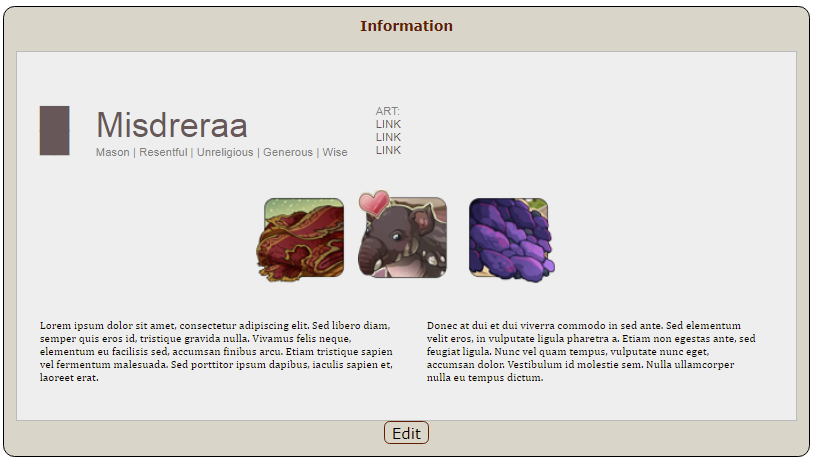 Information
Misdreraa
Mason | Resentful | Unreligious | Generous | Wise
ART:
LINK
LINK
LINK
Lorem ipsum dolor sit amet, consectetur adipiscing elit. Sed libero diam,
semper quis eros id, tristique gravida nulla. Vivamus felis neque,
elementum eu facilisis sed, accumsan finibus arcu. Etiam tristique sapien
vel fermentum malesuada. Sed porttitor ipsum dapibus, iaculis sapien et,
laoreet erat.
Donec at dui et dui viverra commodo in sed ante. Sed elementum
velit eros, in vulputate ligula pharetra a. Etiam non egestas ante, sed
feugiat ligula. Nunc vel quam tempus, vulputate nunc eget,
accumsan dolor. Vestibulum id molestie sem. Nulla ullamcorper
nulla eu tempus dictum.
Edit